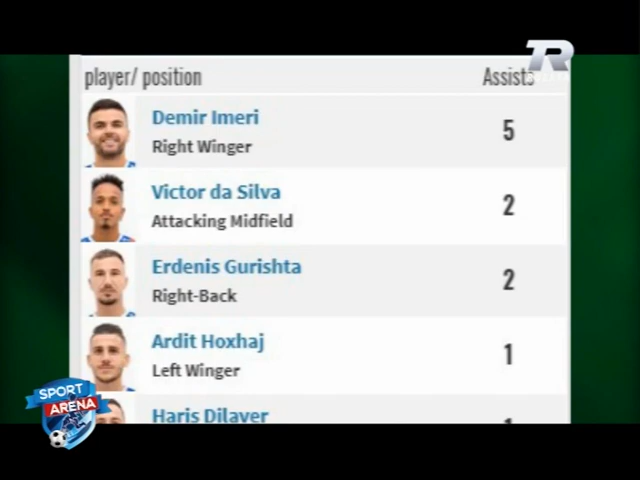 TR
player/ position Assists
Demir Imeri
Right Winger
5
Victor da Silva
Attacking Midfield
2
Erdenis Gurishta
Right-Back
2
Ardit Hoxhaj
Left Winger
1
Haris Dilaver
SPORT
ARENA